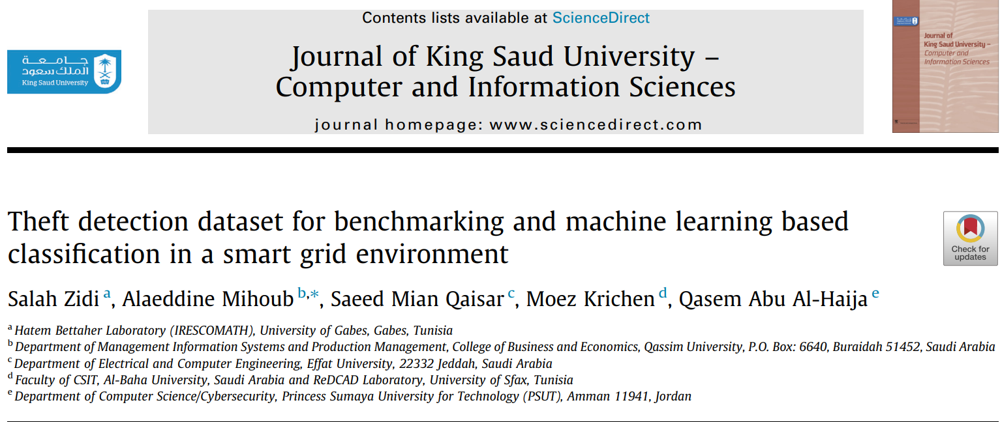 Contents lists available at ScienceDirect
جامعة
الملك سعود
King Saud University
Journal of King Saud University –
Computer and Information Sciences
journal homepage: www.sciencedirect.com
Journal of
King Saud University –
Computer and
Information Sciences
Theft detection dataset for benchmarking and machine learning based
classification in a smart grid environment
Check for
updates
Salah Zidi a, Alaeddine Mihoub b,*, Saeed Mian Qaisar c, Moez Krichen d, Qasem Abu Al-Haija e
a Hatem Bettaher Laboratory (IRESCOMATH), University of Gabes, Gabes, Tunisia
b Department of Management Information Systems and Production Management, College of Business and Economics, Qassim University, P.O. Box: 6640, Buraidah 51452, Saudi Arabia
c Department of Electrical and Computer Engineering, Effat University, 22332 Jeddah, Saudi Arabia
d Faculty of CSIT, Al-Baha University, Saudi Arabia and ReDCAD Laboratory, University of Sfax, Tunisia
e Department of Computer Science/Cybersecurity, Princess Sumaya University for Technology (PSUT), Amman 11941, Jordan